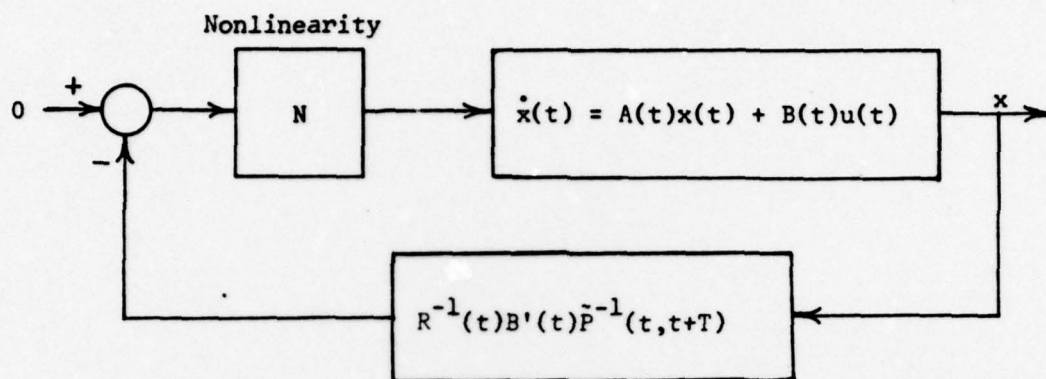 Nonlinearity
+
0
N
ẋ(t) = A(t)x(t) + B(t)u(t)
x
−
R⁻¹(t)B'(t)P̃⁻¹(t,t+T)